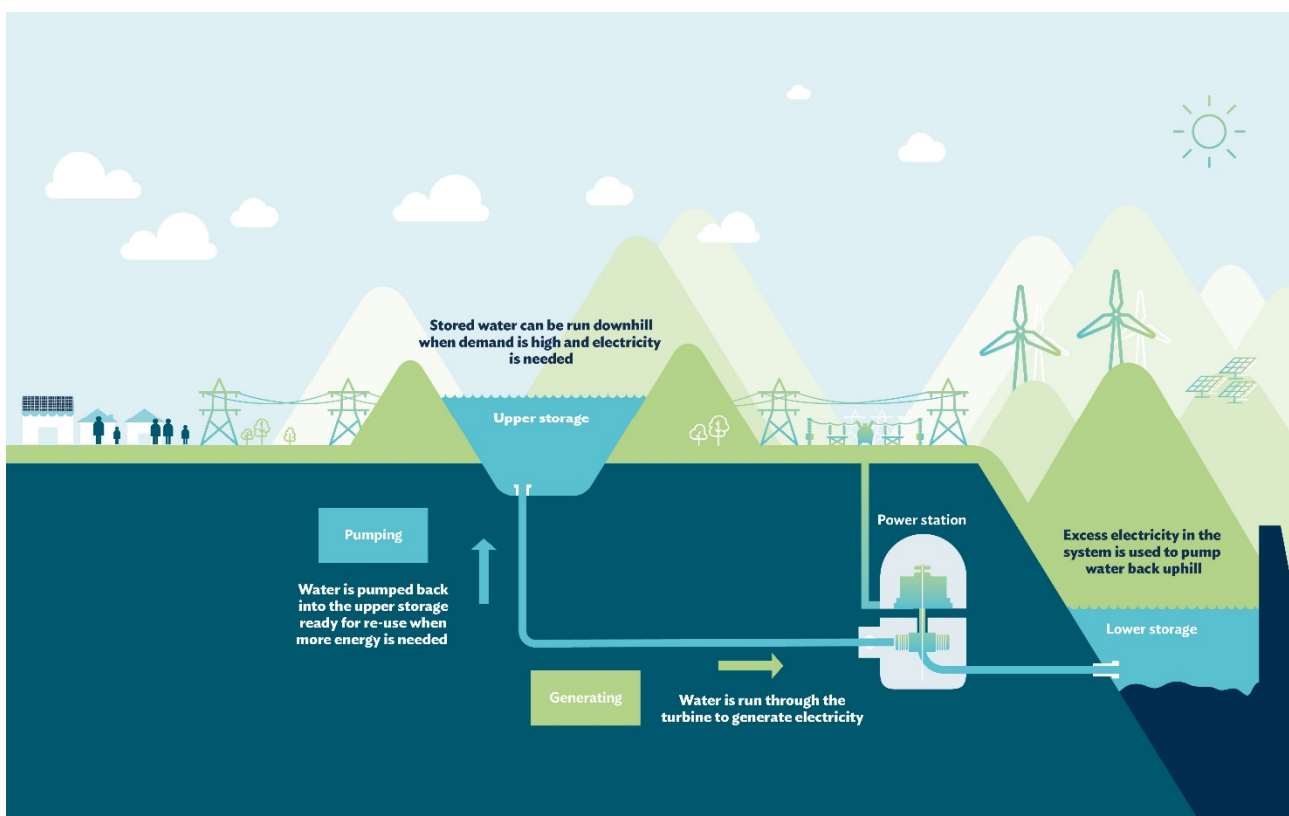 Stored water can be run downhill
when demand is high and electricity
is needed
Upper storage
Pumping
Water is pumped back
into the upper storage
ready for re-use when
more energy is needed
Generating
Water is run through the
turbine to generate electricity
Power station
Excess electricity in the
system is used to pump
water back uphill
Lower storage